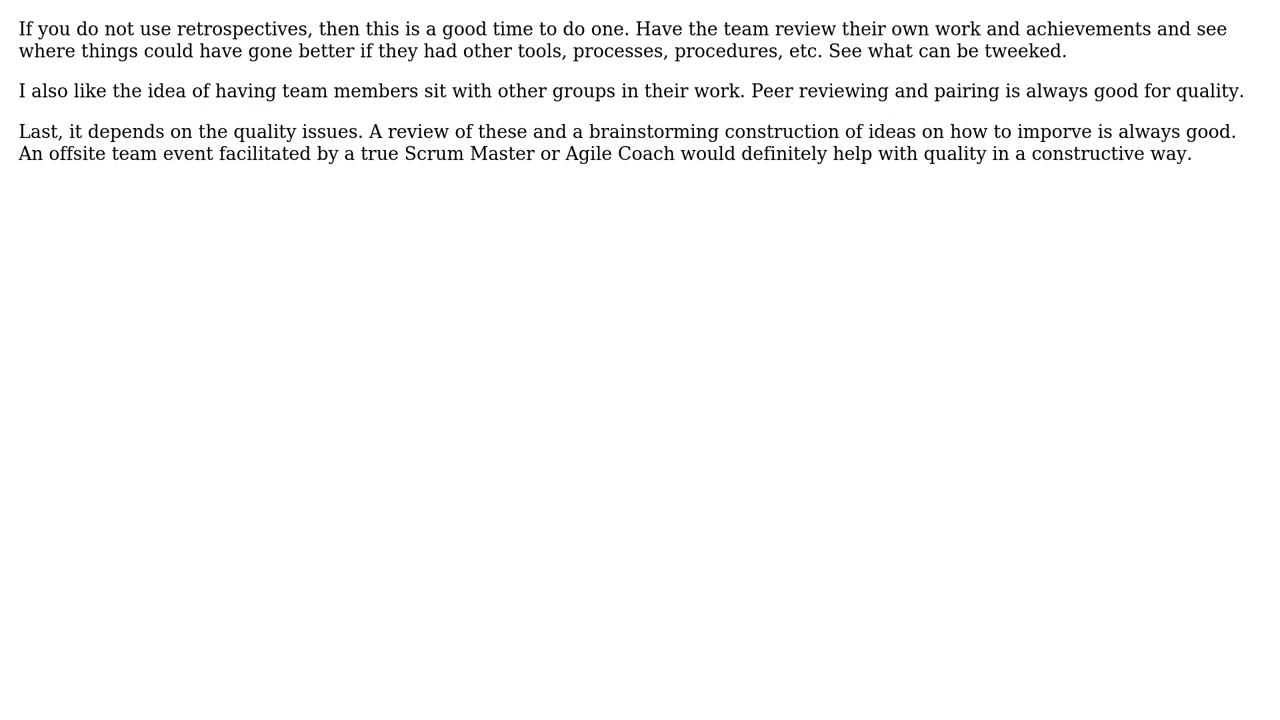 If you do not use retrospectives, then this is a good time to do one. Have the team review their own work and achievements and see
where things could have gone better if they had other tools, processes, procedures, etc. See what can be tweeked.
I also like the idea of having team members sit with other groups in their work. Peer reviewing and pairing is always good for quality.
Last, it depends on the quality issues. A review of these and a brainstorming construction of ideas on how to imporve is always good.
An offsite team event facilitated by a true Scrum Master or Agile Coach would definitely help with quality in a constructive way.